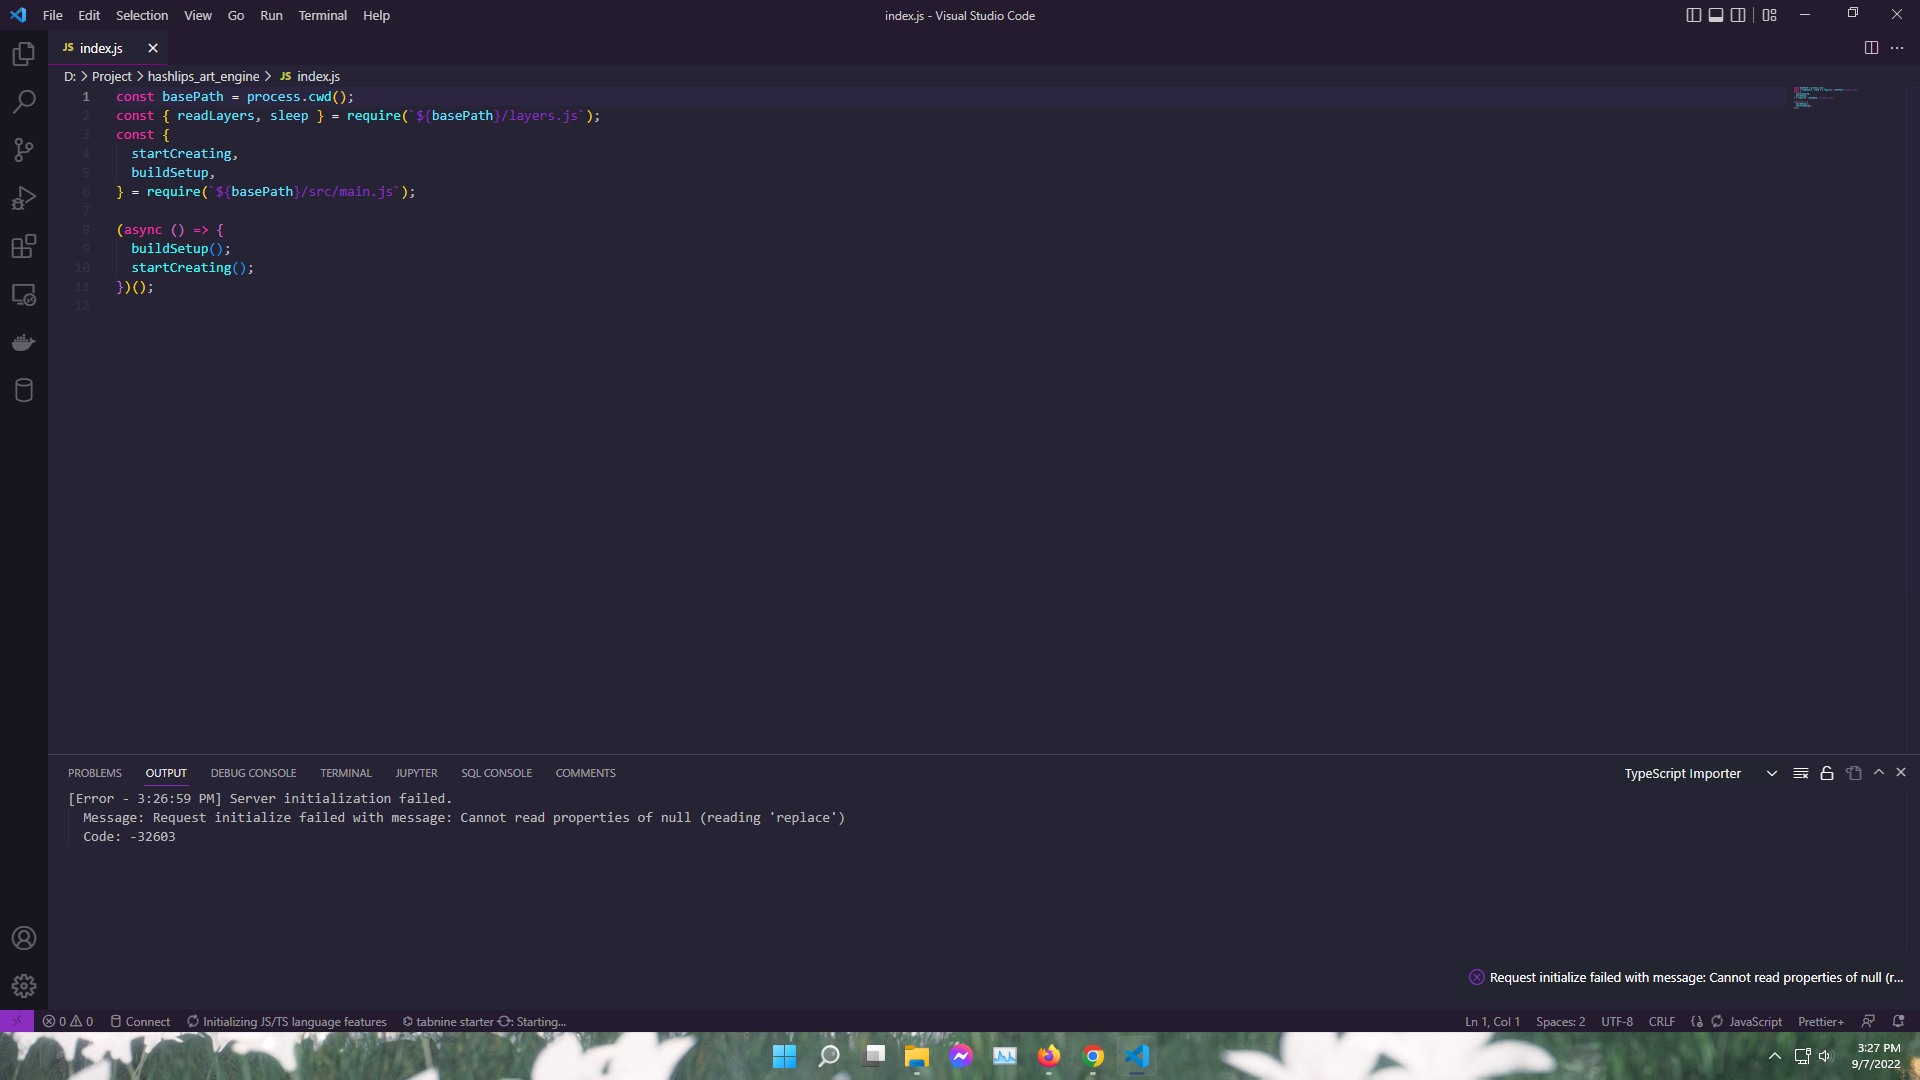 File Edit Selection View Go Run Terminal Help
index.js - Visual Studio Code
JS index.js
D: > Project > hashlips_art_engine > JS index.js
1 const basePath = process.cwd();
2 const { readLayers, sleep } = require(`${basePath}/layers.js`);
3 const {
4 startCreating,
5 buildSetup,
6 } = require(`${basePath}/src/main.js`);
7
8 (async () => {
9 buildSetup();
10 startCreating();
11 })();
12
PROBLEMS OUTPUT DEBUG CONSOLE TERMINAL JUPYTER SQL CONSOLE COMMENTS
TypeScript Importer
[Error - 3:26:59 PM] Server initialization failed.
Message: Request initialize failed with message: Cannot read properties of null (reading 'replace')
Code: -32603
Request initialize failed with message: Cannot read properties of null (r...
0 0 Connect Initializing JS/TS language features tabnine starter : Starting...
Ln 1, Col 1 Spaces: 2 UTF-8 CRLF {} JavaScript Prettier+
3:27 PM
9/7/2022